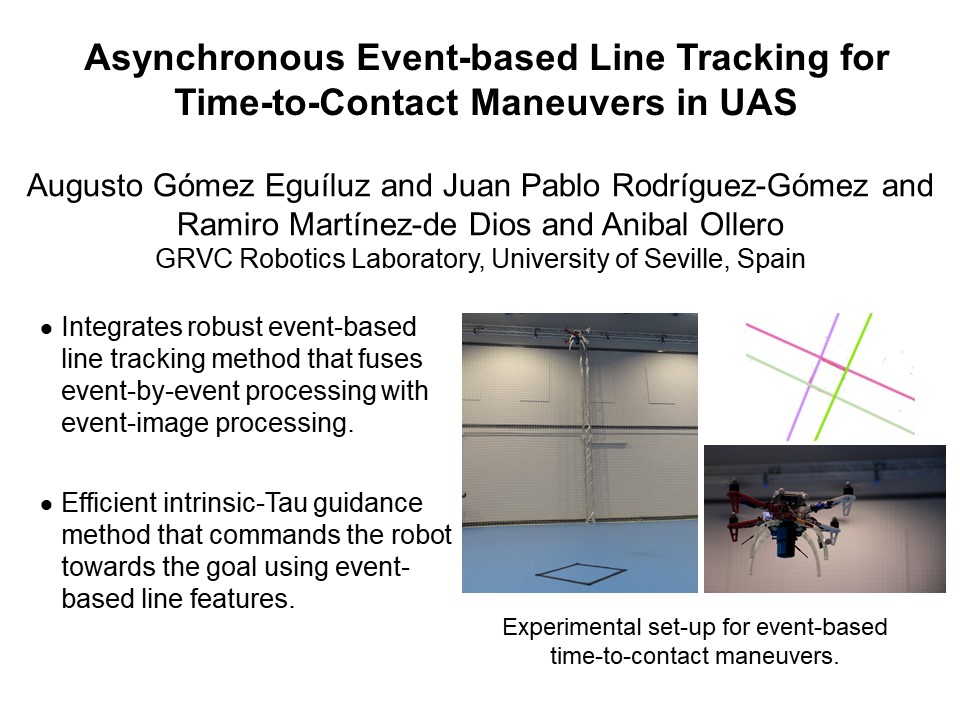 Asynchronous Event-based Line Tracking for
Time-to-Contact Maneuvers in UAS
Augusto Gómez Eguíluz and Juan Pablo Rodríguez-Gómez and
Ramiro Martínez-de Dios and Anibal Ollero
GRVC Robotics Laboratory, University of Seville, Spain
• Integrates robust event-based
line tracking method that fuses
event-by-event processing with
event-image processing.
• Efficient intrinsic-Tau guidance
method that commands the robot
towards the goal using event-
based line features.
Experimental set-up for event-based
time-to-contact maneuvers.